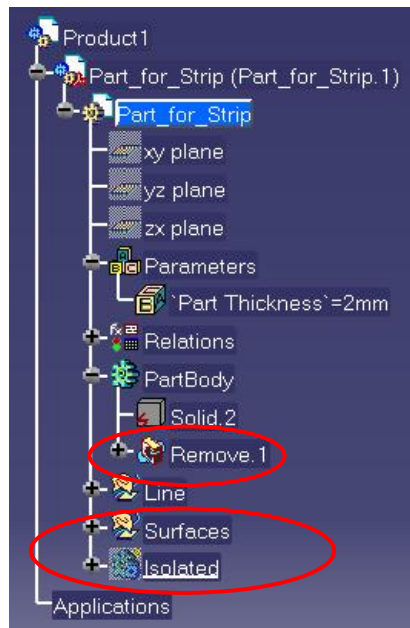 Product1
Part_for_Strip (Part_for_Strip.1)
Part_for_Strip
xy plane
yz plane
zx plane
Parameters
`Part Thickness`=2mm
Relations
PartBody
Solid.2
Remove.1
Line
Surfaces
Isolated
Applications